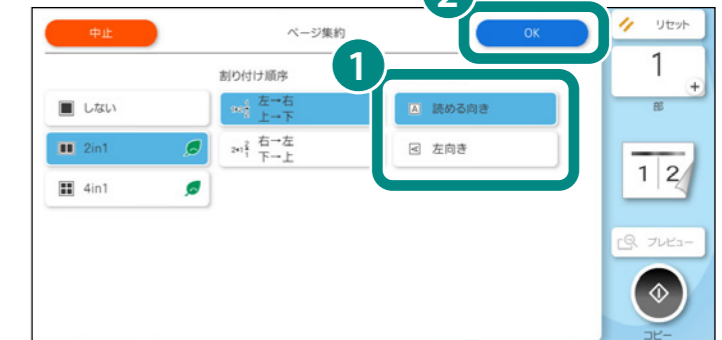 2
中止
ページ集約
OK
リセット
割り付け順序
1
1
+
部
しない
左→右
上→下
読める向き
2in1
右→左
下→上
左向き
4in1
1 2
プレビュー
コピー